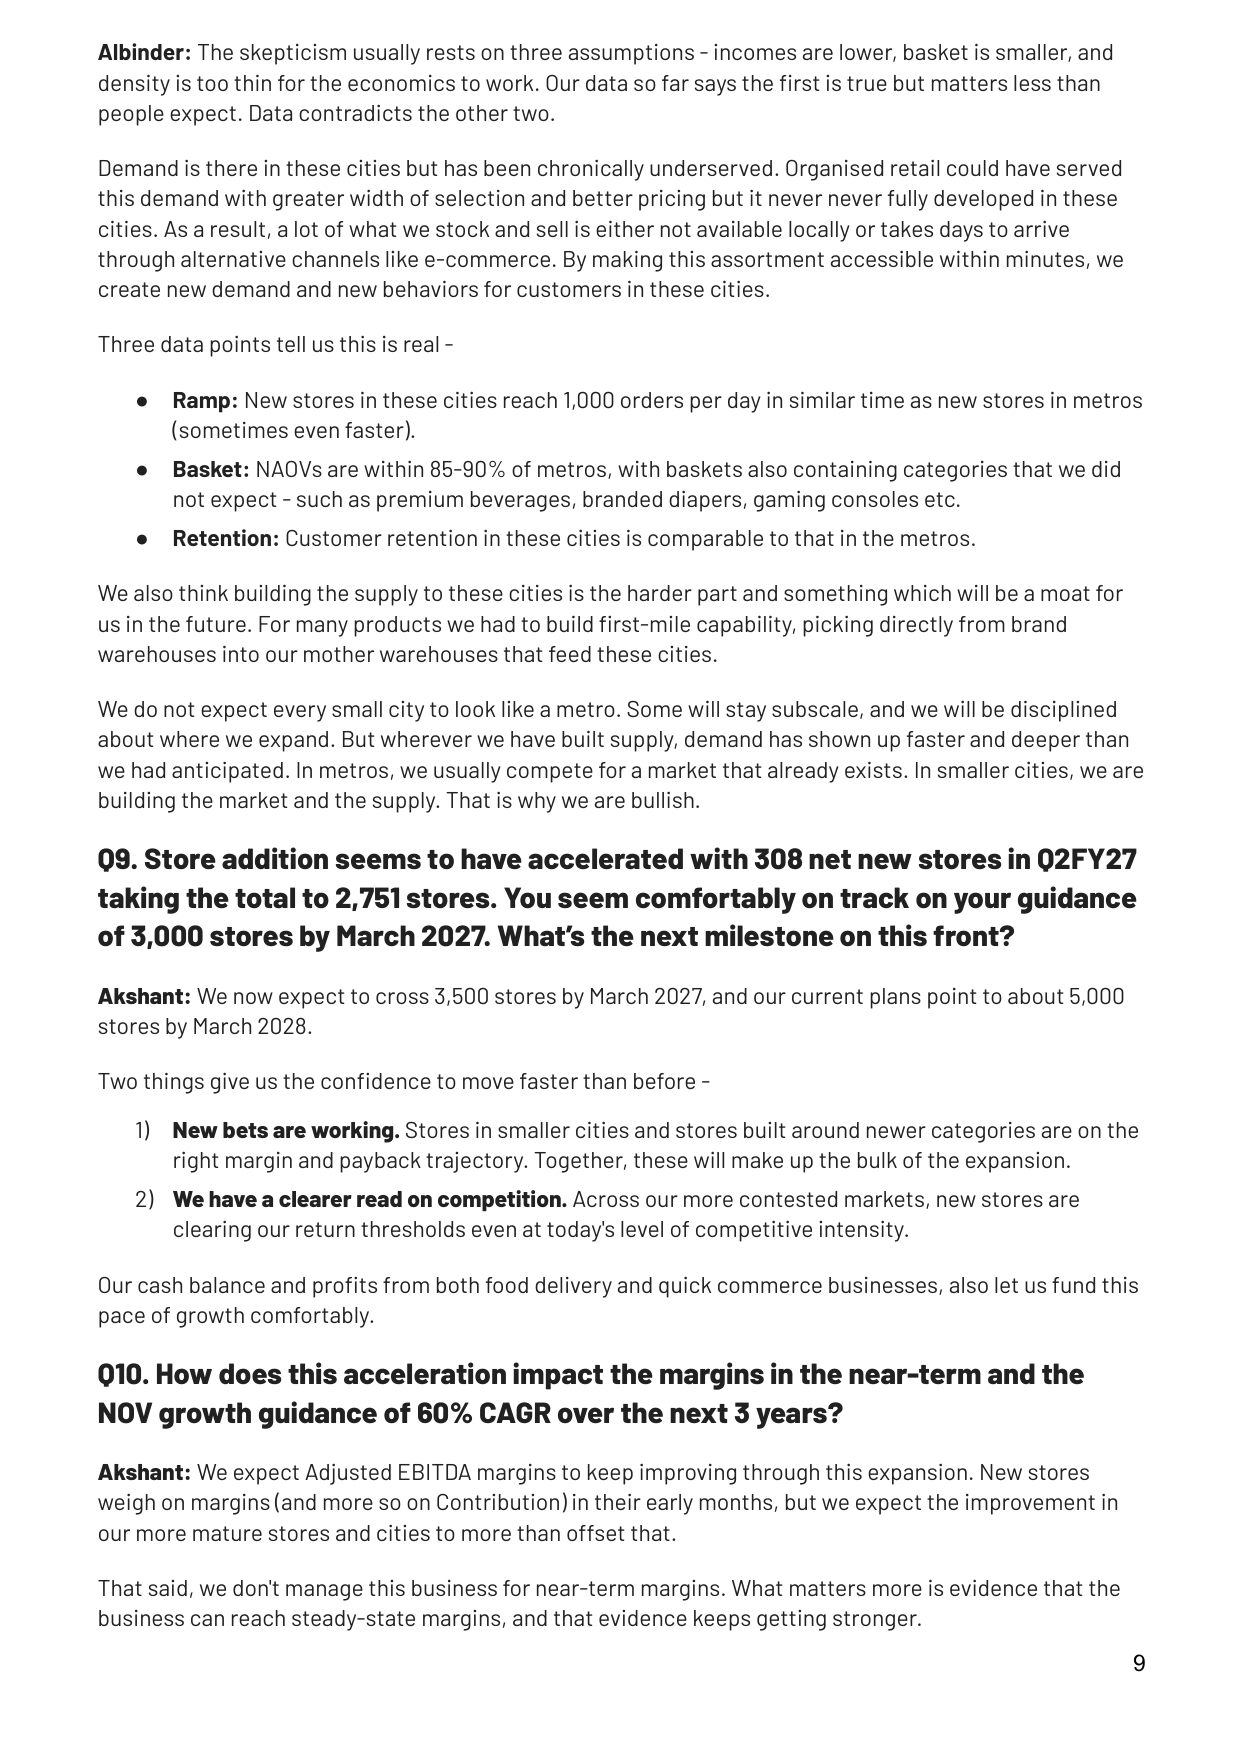 Albinder: The skepticism usually rests on three assumptions - incomes are lower, basket is smaller, and
density is too thin for the economics to work. Our data so far says the first is true but matters less than
people expect. Data contradicts the other two.
Demand is there in these cities but has been chronically underserved. Organised retail could have served
this demand with greater width of selection and better pricing but it never never fully developed in these
cities. As a result, a lot of what we stock and sell is either not available locally or takes days to arrive
through alternative channels like e-commerce. By making this assortment accessible within minutes, we
create new demand and new behaviors for customers in these cities.
Three data points tell us this is real -
● Ramp: New stores in these cities reach 1,000 orders per day in similar time as new stores in metros
(sometimes even faster).
● Basket: NAOVs are within 85-90% of metros, with baskets also containing categories that we did
not expect - such as premium beverages, branded diapers, gaming consoles etc.
● Retention: Customer retention in these cities is comparable to that in the metros.
We also think building the supply to these cities is the harder part and something which will be a moat for
us in the future. For many products we had to build first-mile capability, picking directly from brand
warehouses into our mother warehouses that feed these cities.
We do not expect every small city to look like a metro. Some will stay subscale, and we will be disciplined
about where we expand. But wherever we have built supply, demand has shown up faster and deeper than
we had anticipated. In metros, we usually compete for a market that already exists. In smaller cities, we are
building the market and the supply. That is why we are bullish.
Q9. Store addition seems to have accelerated with 308 net new stores in Q2FY27
taking the total to 2,751 stores. You seem comfortably on track on your guidance
of 3,000 stores by March 2027. What’s the next milestone on this front?
Akshant: We now expect to cross 3,500 stores by March 2027, and our current plans point to about 5,000
stores by March 2028.
Two things give us the confidence to move faster than before -
1) New bets are working. Stores in smaller cities and stores built around newer categories are on the
right margin and payback trajectory. Together, these will make up the bulk of the expansion.
2) We have a clearer read on competition. Across our more contested markets, new stores are
clearing our return thresholds even at today's level of competitive intensity.
Our cash balance and profits from both food delivery and quick commerce businesses, also let us fund this
pace of growth comfortably.
Q10. How does this acceleration impact the margins in the near-term and the
NOV growth guidance of 60% CAGR over the next 3 years?
Akshant: We expect Adjusted EBITDA margins to keep improving through this expansion. New stores
weigh on margins (and more so on Contribution) in their early months, but we expect the improvement in
our more mature stores and cities to more than offset that.
That said, we don't manage this business for near-term margins. What matters more is evidence that the
business can reach steady-state margins, and that evidence keeps getting stronger.
9